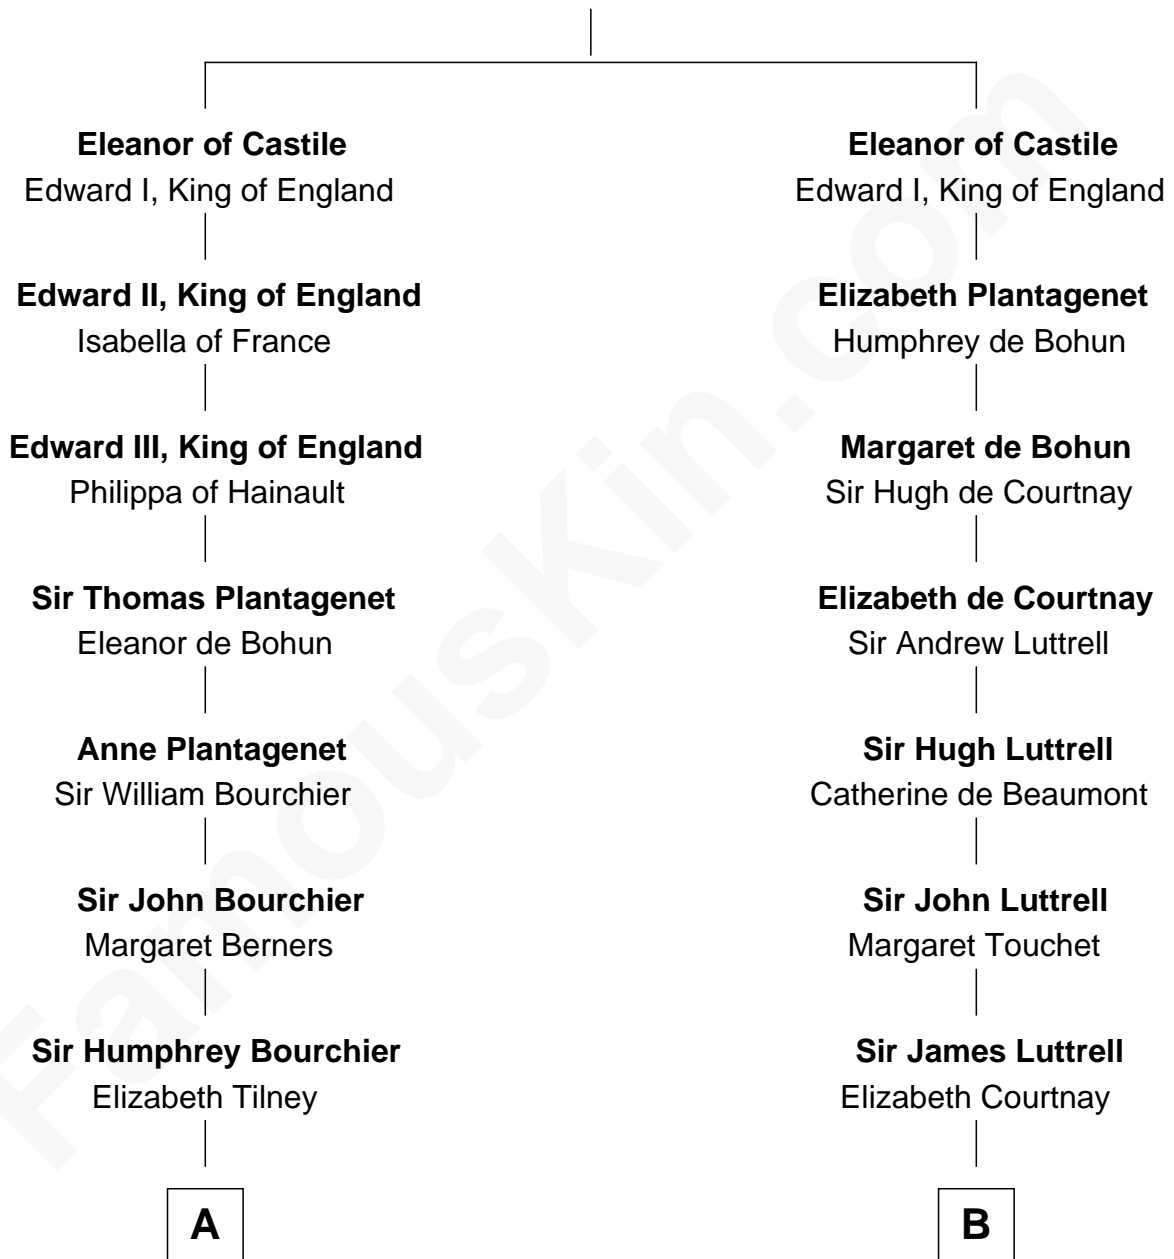 Eleanor of Castile
Edward I, King of England
Edward II, King of England
Isabella of France
Edward III, King of England
Philippa of Hainault
Sir Thomas Plantagenet
Eleanor de Bohun
Anne Plantagenet
Sir William Bourchier
Sir John Bourchier
Margaret Berners
Sir Humphrey Bourchier
Elizabeth Tilney
A
Eleanor of Castile
Edward I, King of England
Elizabeth Plantagenet
Humphrey de Bohun
Margaret de Bohun
Sir Hugh de Courtnay
Elizabeth de Courtnay
Sir Andrew Luttrell
Sir Hugh Luttrell
Catherine de Beaumont
Sir John Luttrell
Margaret Touchet
Sir James Luttrell
Elizabeth Courtnay
B
FamousKin.com